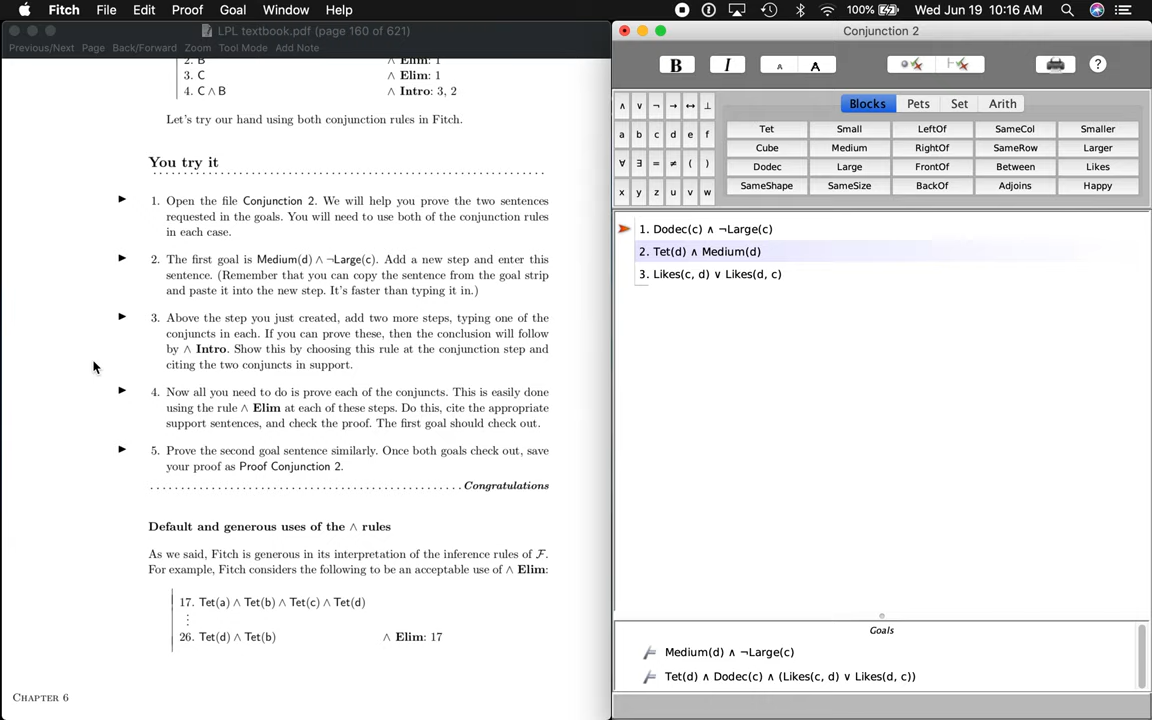 Fitch File Edit Proof Goal Window Help 100% Wed Jun 19 10:16 AM
LPL textbook.pdf (page 160 of 621)
Previous/Next Page Back/Forward Zoom Tool Mode Add Note
2. B ∧ Elim: 1
3. C ∧ Elim: 1
4. C ∧ B ∧ Intro: 3, 2
Let's try our hand using both conjunction rules in Fitch.
You try it
1. Open the file Conjunction 2. We will help you prove the two sentences
requested in the goals. You will need to use both of the conjunction rules
in each case.
2. The first goal is Medium(d) ∧ ¬Large(c). Add a new step and enter this
sentence. (Remember that you can copy the sentence from the goal strip
and paste it into the new step. It's faster than typing it in.)
3. Above the step you just created, add two more steps, typing one of the
conjuncts in each. If you can prove these, then the conclusion will follow
by ∧ Intro. Show this by choosing this rule at the conjunction step and
citing the two conjuncts in support.
4. Now all you need to do is prove each of the conjuncts. This is easily done
using the rule ∧ Elim at each of these steps. Do this, cite the appropriate
support sentences, and check the proof. The first goal should check out.
5. Prove the second goal sentence similarly. Once both goals check out, save
your proof as Proof Conjunction 2.
Congratulations
Default and generous uses of the ∧ rules
As we said, Fitch is generous in its interpretation of the inference rules of F.
For example, Fitch considers the following to be an acceptable use of ∧ Elim:
17. Tet(a) ∧ Tet(b) ∧ Tet(c) ∧ Tet(d)
⋮
26. Tet(d) ∧ Tet(b) ∧ Elim: 17
Chapter 6
Conjunction 2
B I A A ?
∧ ∨ ¬ → ↔ ⊥
a b c d e f
∀ ∃ = ≠ ( )
x y z u v w
Blocks Pets Set Arith
Tet Small LeftOf SameCol Smaller
Cube Medium RightOf SameRow Larger
Dodec Large FrontOf Between Likes
SameShape SameSize BackOf Adjoins Happy
1. Dodec(c) ∧ ¬Large(c)
2. Tet(d) ∧ Medium(d)
3. Likes(c, d) ∨ Likes(d, c)
Goals
Medium(d) ∧ ¬Large(c)
Tet(d) ∧ Dodec(c) ∧ (Likes(c, d) ∨ Likes(d, c))